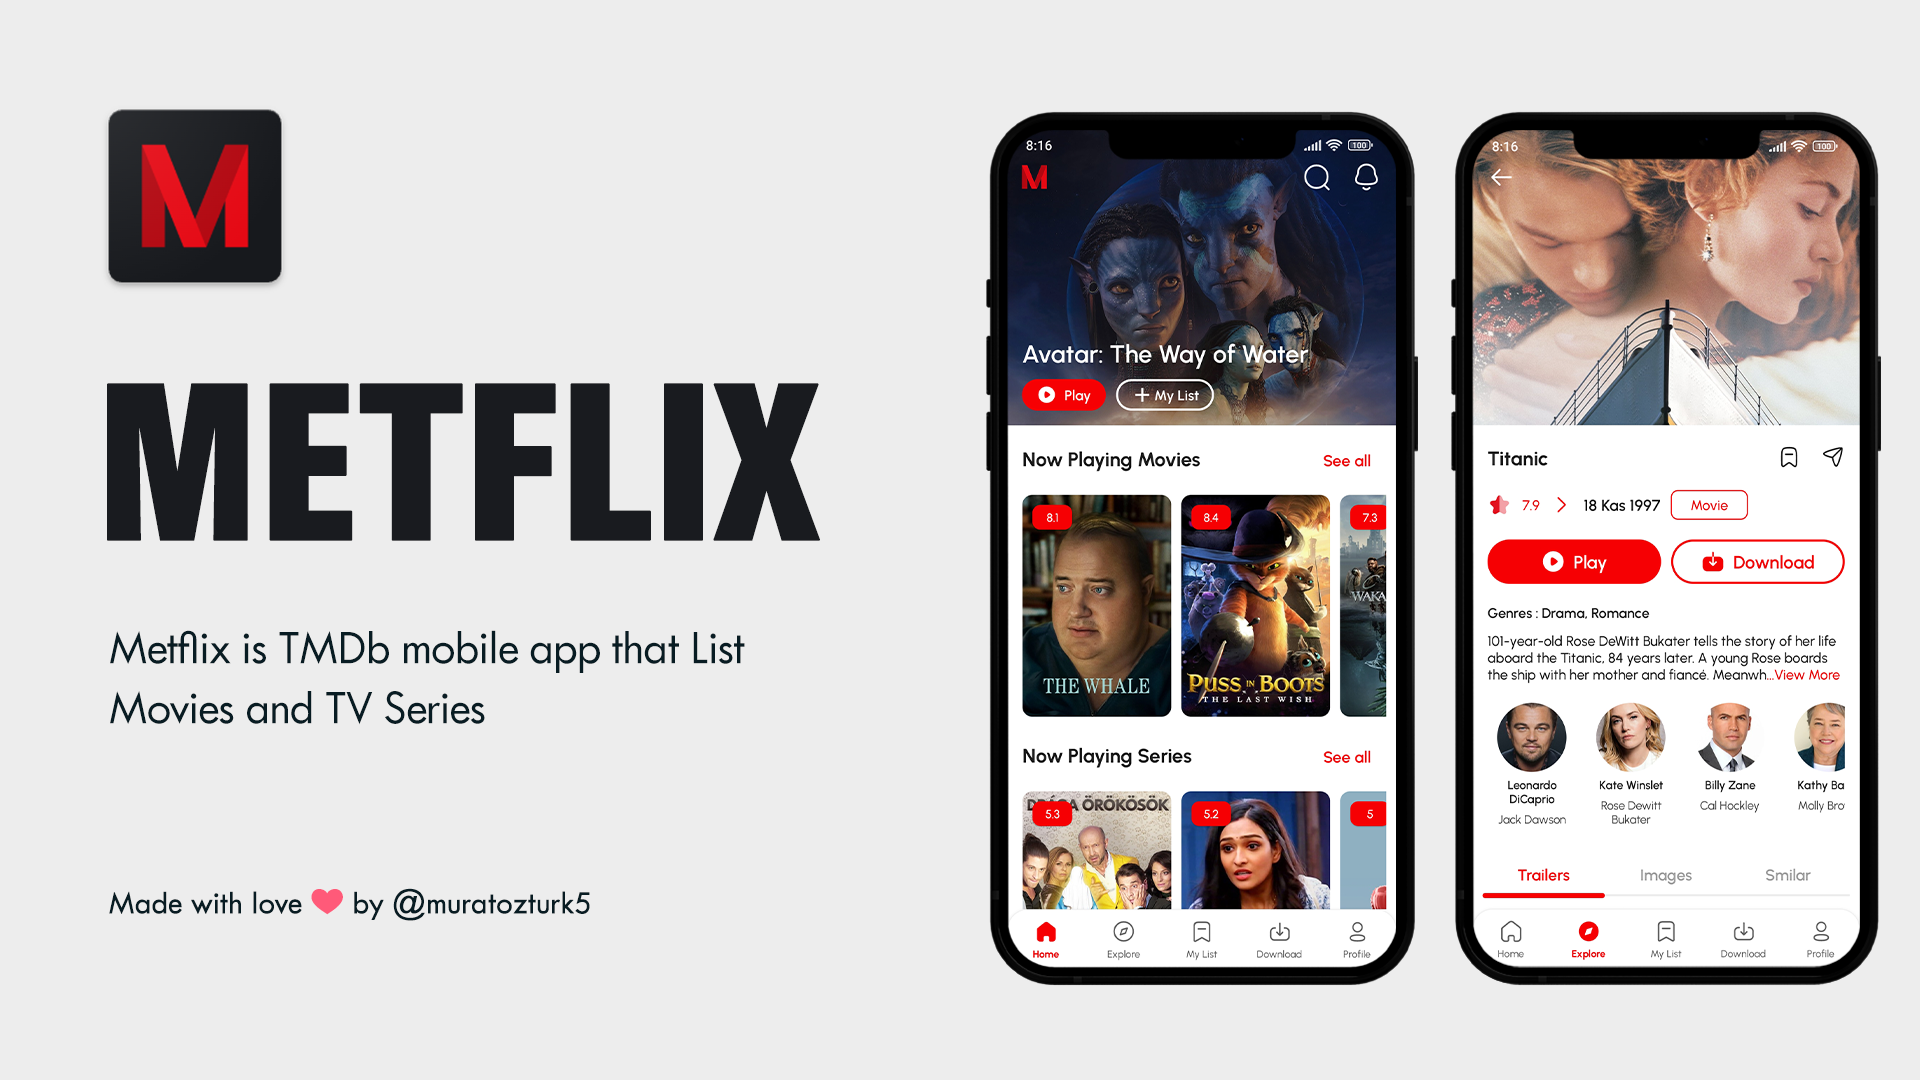 M
METFLIX
Metflix is TMDb mobile app that List
Movies and TV Series
Made with love ❤ by @muratozturk5
8:16
100
M
Avatar: The Way of Water
Play
My List
Now Playing Movies
See all
8.1
THE WHALE
8.4
PUSS IN BOOTS
THE LAST WISH
7.3
WAKA
Now Playing Series
See all
ÖRÖKÖSÖK
5.3
5.2
5
Home
Explore
My List
Download
Profile
8:16
100
Titanic
7.9
18 Kas 1997
Movie
Play
Download
Genres : Drama, Romance
101-year-old Rose DeWitt Bukater tells the story of her life
aboard the Titanic, 84 years later. A young Rose boards
the ship with her mother and fiancé. Meanwh...View More
Leonardo
DiCaprio
Jack Dawson
Kate Winslet
Rose Dewitt
Bukater
Billy Zane
Cal Hockley
Kathy Ba
Molly Bro
Trailers
Images
Smilar
Home
Explore
My List
Download
Profile